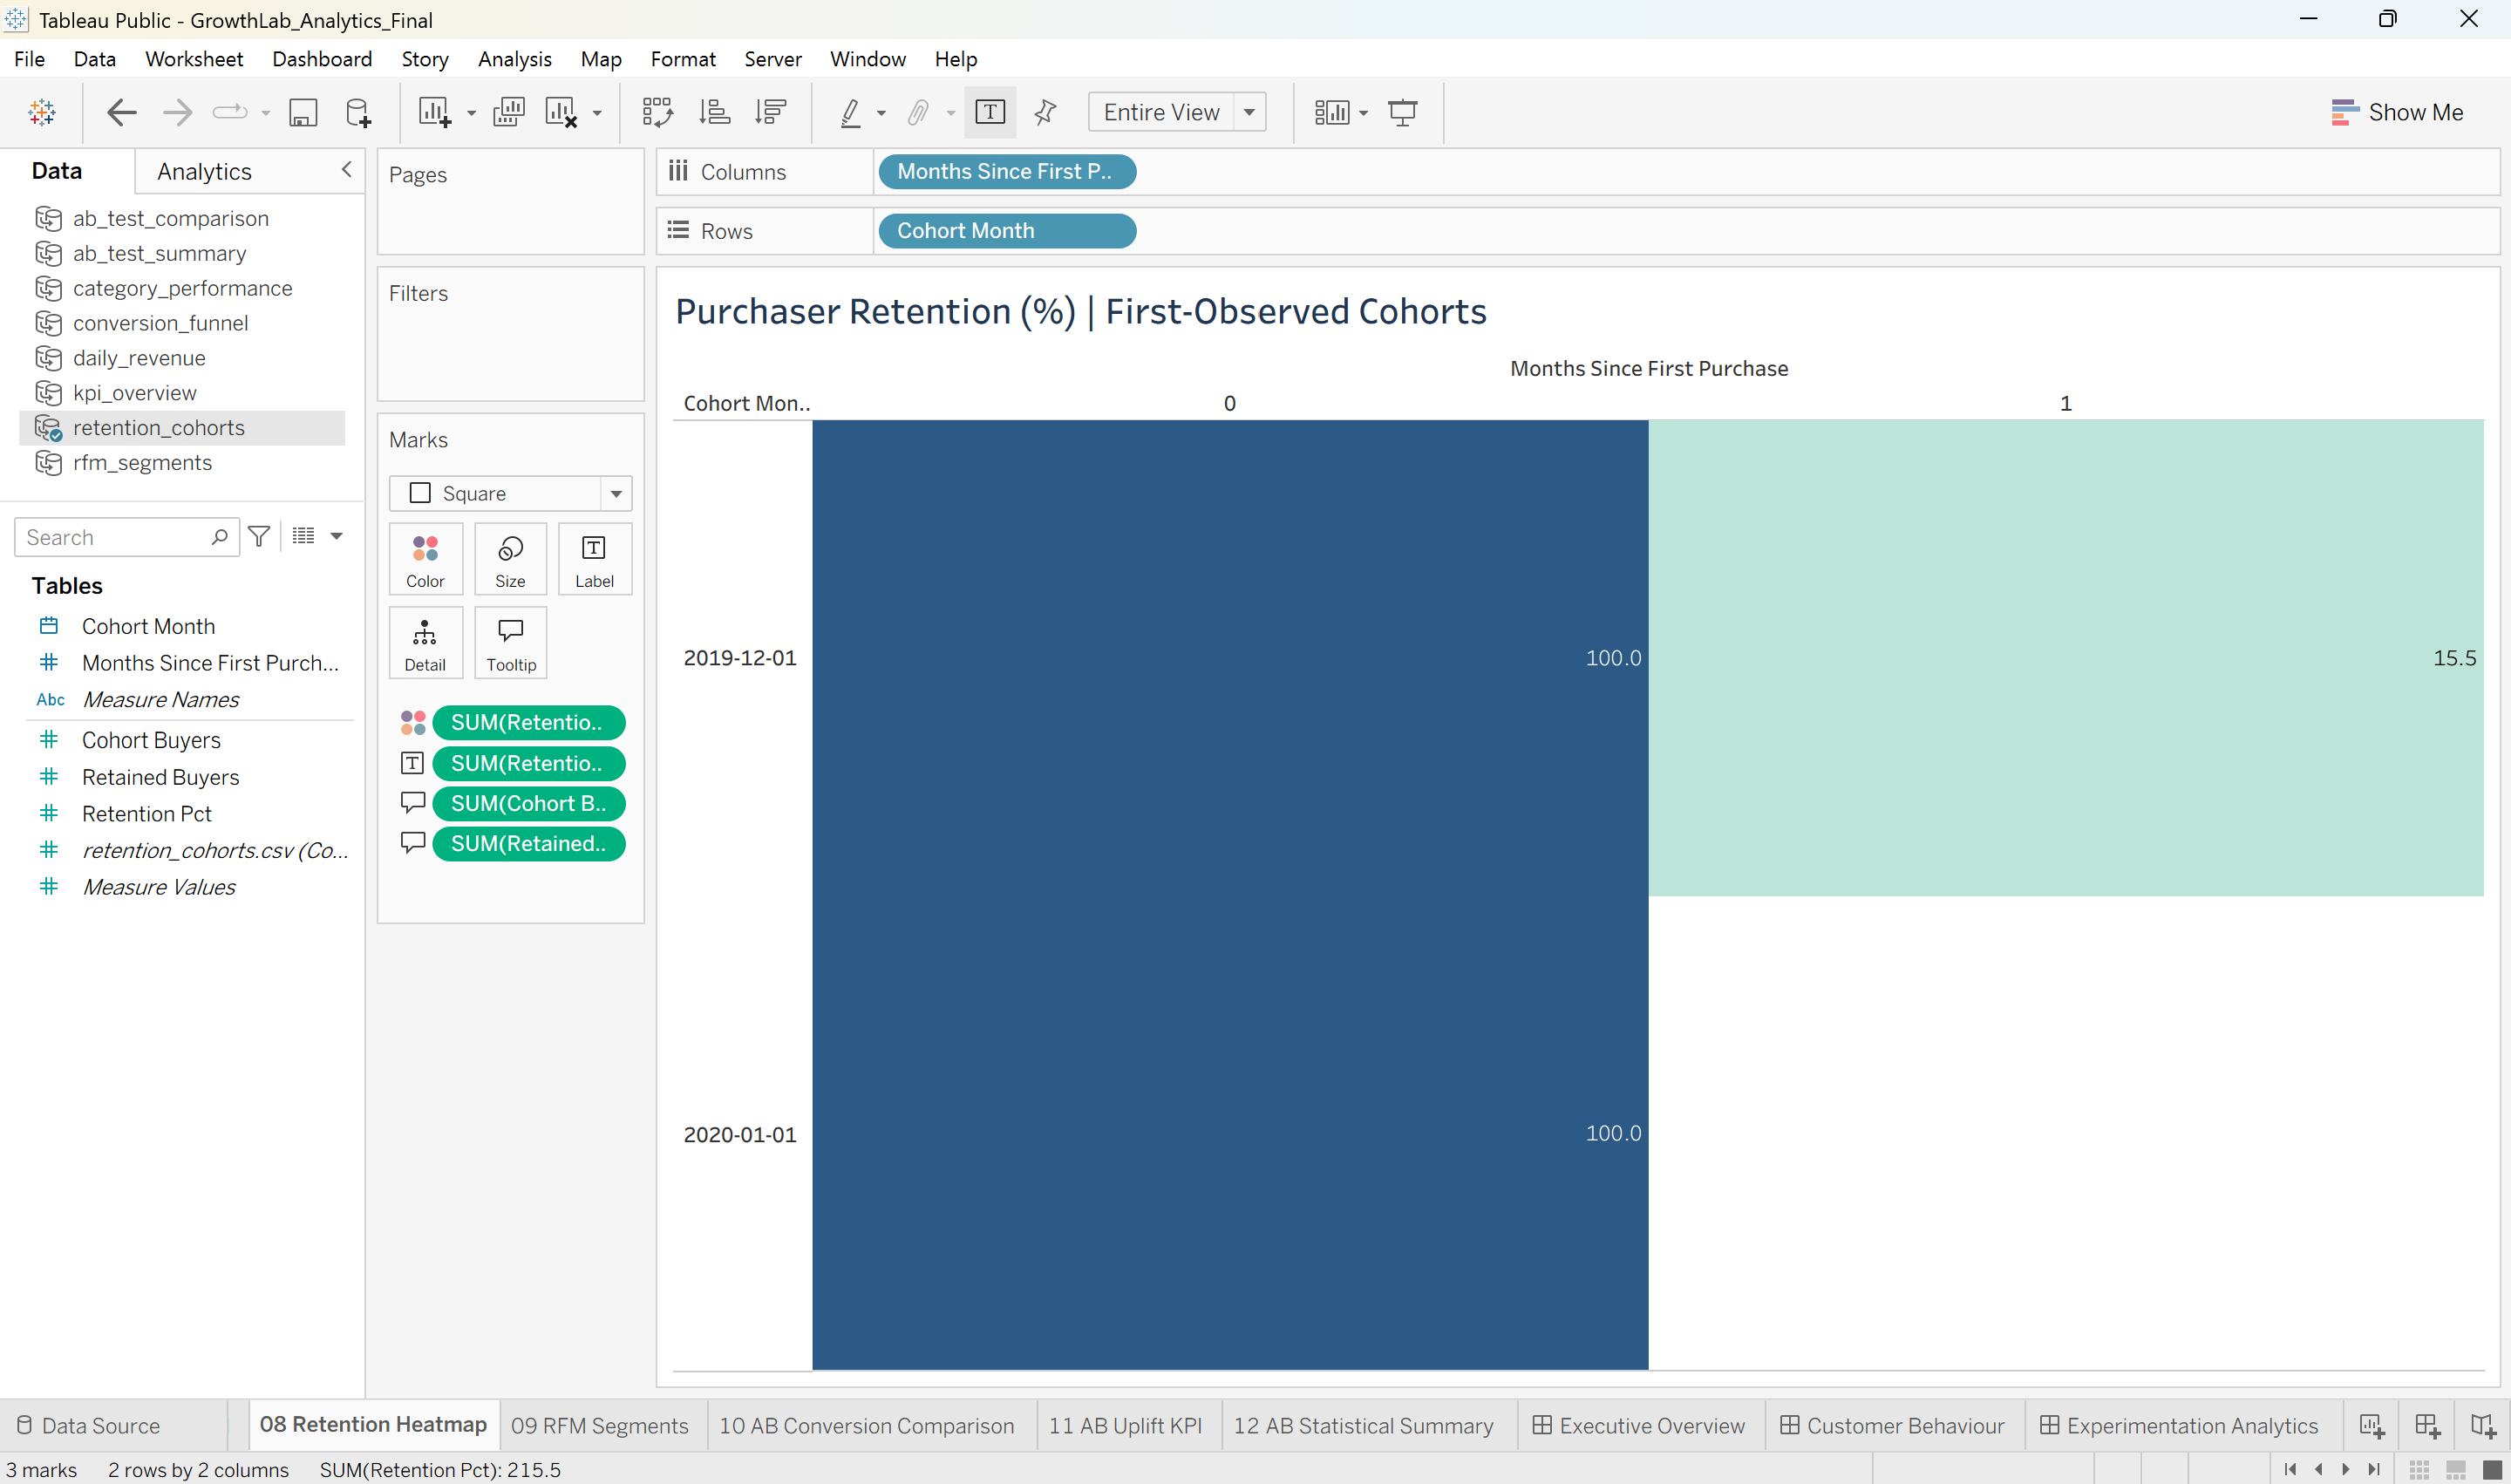 Tableau Public - GrowthLab_Analytics_Final
File Data Worksheet Dashboard Story Analysis Map Format Server Window Help
Entire View
Show Me
Data Analytics
ab_test_comparison
ab_test_summary
category_performance
conversion_funnel
daily_revenue
kpi_overview
retention_cohorts
rfm_segments
Search
Tables
Cohort Month
Months Since First Purch...
Abc Measure Names
Cohort Buyers
Retained Buyers
Retention Pct
retention_cohorts.csv (Co...
Measure Values
Pages
Filters
Marks
Square
Color Size Label
Detail Tooltip
SUM(Retentio..
SUM(Retentio..
SUM(Cohort B..
SUM(Retained..
Columns Months Since First P..
Rows Cohort Month
Purchaser Retention (%) | First-Observed Cohorts
Months Since First Purchase
Cohort Mon.. 0 1
2019-12-01 100.0 15.5
2020-01-01 100.0
Data Source 08 Retention Heatmap 09 RFM Segments 10 AB Conversion Comparison 11 AB Uplift KPI 12 AB Statistical Summary Executive Overview Customer Behaviour Experimentation Analytics
3 marks 2 rows by 2 columns SUM(Retention Pct): 215.5